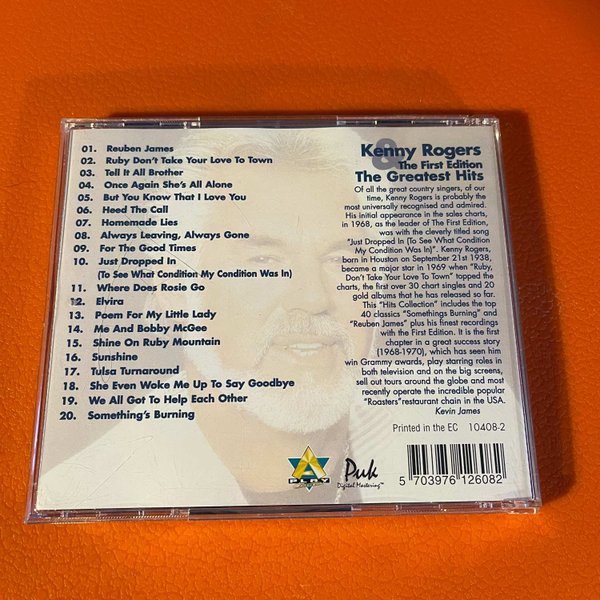 01. Reuben James
02. Ruby Don't Take Your Love To Town
03. Tell It All Brother
04. Once Again She's All Alone
05. But You Know That I Love You
06. Heed The Call
07. Homemade Lies
08. Always Leaving, Always Gone
09. For The Good Times
10. Just Dropped In
(To See What Condition My Condition Was In)
11. Where Does Rosie Go
12. Elvira
13. Poem For My Little Lady
14. Me And Bobby McGee
15. Shine On Ruby Mountain
16. Sunshine
17. Tulsa Turnaround
18. She Even Woke Me Up To Say Goodbye
19. We All Got To Help Each Other
20. Something's Burning
Kenny Rogers
& The First Edition
The Greatest Hits
Of all the great country singers, of our
time, Kenny Rogers is probably the
most universally recognised and admired.
His initial appearance in the sales charts,
in 1968, as the leader of The First Edition,
was with the cleverly titled song
"Just Dropped In (To See What Condition
My Condition Was In)". Kenny Rogers,
born in Houston on September 21st 1938,
became a major star in 1969 when "Ruby,
Don't Take Your Love To Town" topped the
charts, the first over 30 chart singles and 20
gold albums that he has released so far.
This "Hits Collection" includes the top
40 classics "Somethings Burning" and
"Reuben James" plus his finest recordings
with the First Edition. It is the first
chapter in a great success story
(1968-1970), which has seen him
win Grammy awards, play starring roles in
both television and on the big screens,
sell out tours around the globe and most
recently operate the incredible popular
"Roasters"restaurant chain in the USA.
Kevin James
Printed in the EC 10408-2
A
PLAY
Puk
Digital Mastering™
5 703976 126082